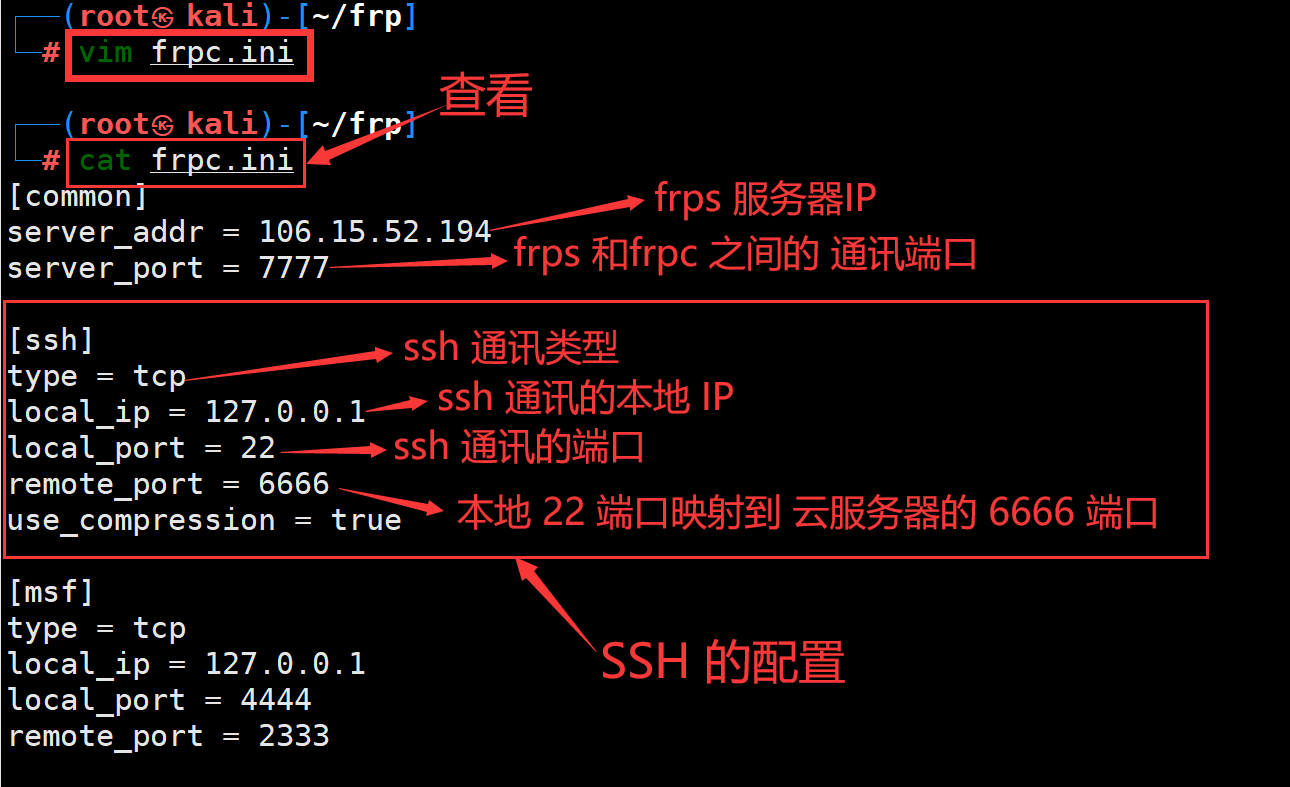 (root㉿ kali)-[~/frp]
# vim frpc.ini
查看
(root㉿ kali)-[~/frp]
# cat frpc.ini
[common]
frps 服务器IP
server_addr = 106.15.52.194
frps 和frpc 之间的 通讯端口
server_port = 7777
[ssh]
ssh 通讯类型
type = tcp
ssh 通讯的本地 IP
local_ip = 127.0.0.1
local_port = 22
ssh 通讯的端口
remote_port = 6666
本地 22 端口映射到 云服务器的 6666 端口
use_compression = true
[msf]
type = tcp
SSH 的配置
local_ip = 127.0.0.1
local_port = 4444
remote_port = 2333